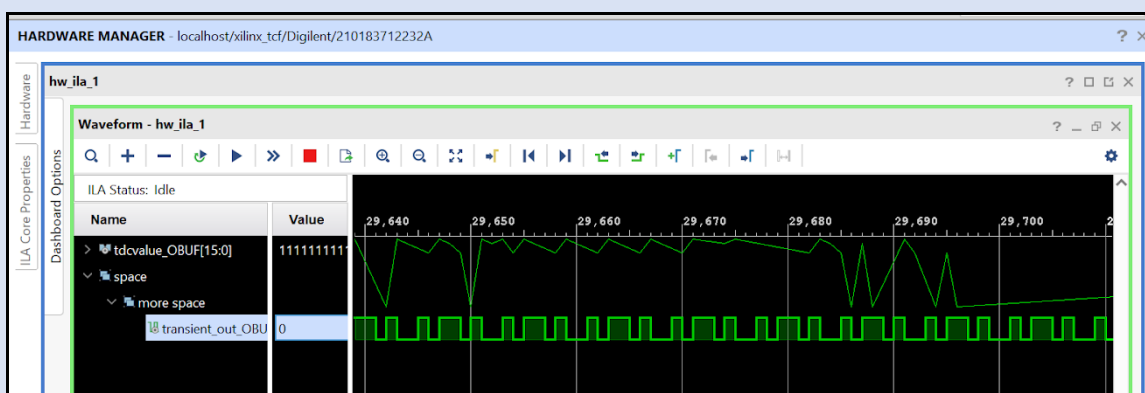 HARDWARE MANAGER - localhost/xilinx_tcf/Digilent/210183712232A
Hardware
ILA Core Properties
hw_ila_1
Dashboard Options
Waveform - hw_ila_1
ILA Status: Idle
Name Value
29,640 29,650 29,660 29,670 29,680 29,690 29,700 2
tdcvalue_OBUF[15:0] 1111111111
space
more space
transient_out_OBU 0